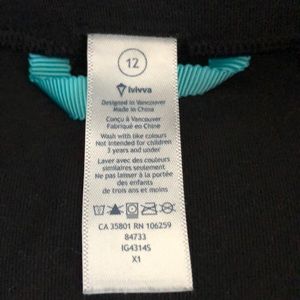 12
ivivva
Designed in Vancouver
Made in China
Conçu à Vancouver
Fabriqué en Chine
Wash with like colours
Not intended for children
3 years and under
Laver avec des couleurs
similaires seulement
Ne pas laisser à la portée
des enfants
de trois ans et moins
CA 35801 RN 106259
84733
IG4314S
X1